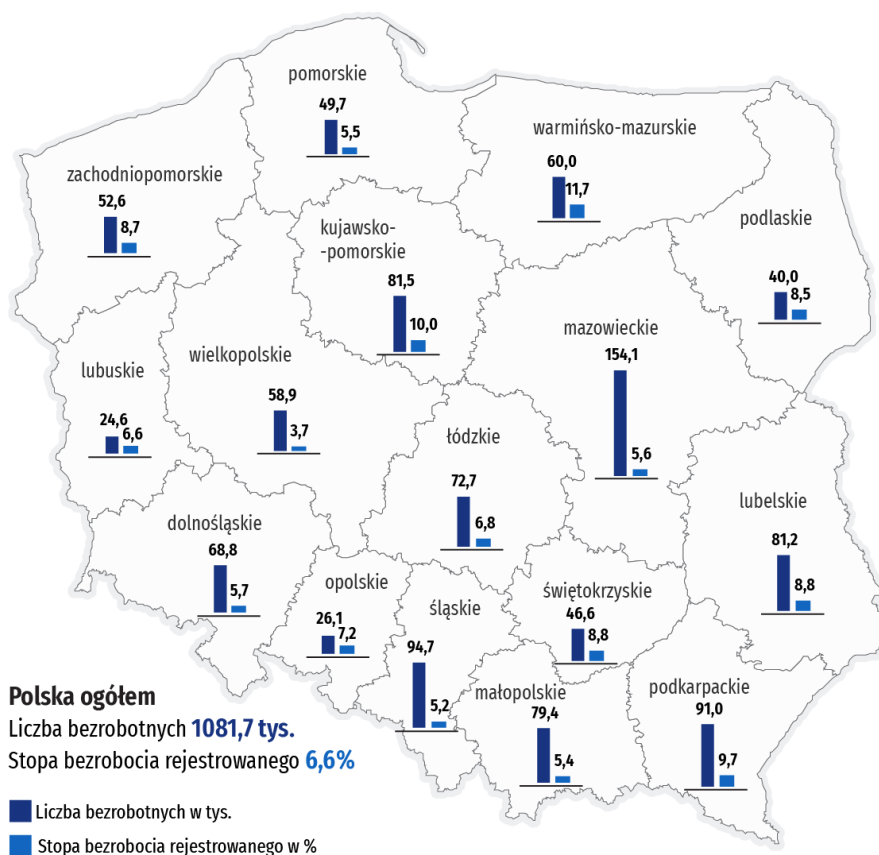 pomorskie
49,7
5,5
warmińsko-mazurskie
60,0
11,7
zachodniopomorskie
52,6
8,7
kujawsko-
-pomorskie
81,5
10,0
podlaskie
40,0
8,5
mazowieckie
154,1
5,6
wielkopolskie
58,9
3,7
lubuskie
24,6
6,6
łódzkie
72,7
6,8
lubelskie
81,2
8,8
dolnośląskie
68,8
5,7
opolskie
26,1
7,2
śląskie
94,7
5,2
świętokrzyskie
46,6
8,8
małopolskie
79,4
5,4
podkarpackie
91,0
9,7
Polska ogółem
Liczba bezrobotnych 1081,7 tys.
Stopa bezrobocia rejestrowanego 6,6%
Liczba bezrobotnych w tys.
Stopa bezrobocia rejestrowanego w %